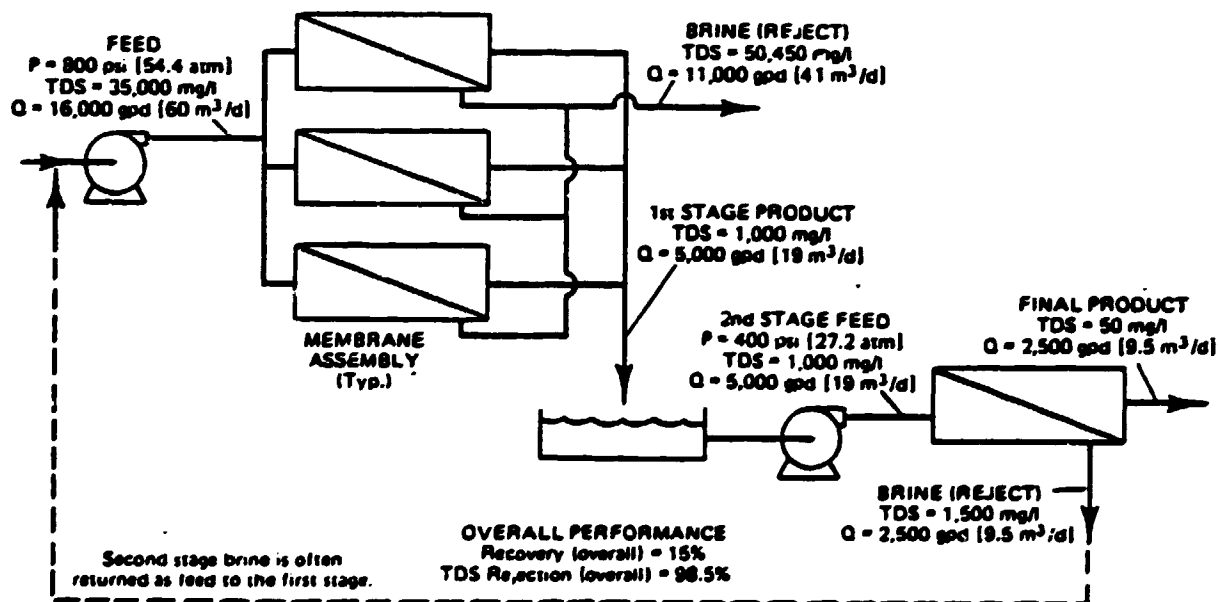 FEED
P = 800 psi [54.4 atm]
TDS = 35,000 mg/l
Q = 16,000 gpd [60 m³/d]
BRINE (REJECT)
TDS = 50,450 mg/l
Q = 11,000 gpd [41 m³/d]
1st STAGE PRODUCT
TDS = 1,000 mg/l
Q = 5,000 gpd [19 m³/d]
MEMBRANE
ASSEMBLY
(Typ.)
2nd STAGE FEED
P = 400 psi [27.2 atm]
TDS = 1,000 mg/l
Q = 5,000 gpd [19 m³/d]
FINAL PRODUCT
TDS = 50 mg/l
Q = 2,500 gpd [9.5 m³/d]
BRINE (REJECT)
TDS = 1,500 mg/l
Q = 2,500 gpd [9.5 m³/d]
OVERALL PERFORMANCE
Recovery (overall) = 15%
TDS Rejection (overall) = 98.5%
Second stage brine is often
returned as feed to the first stage.